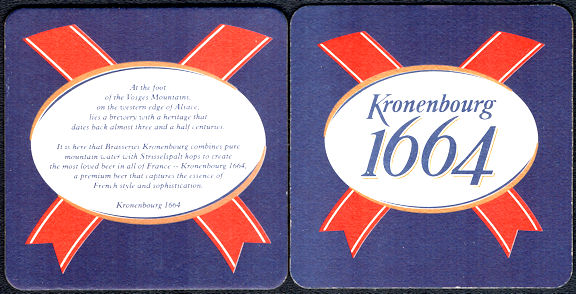 At the foot
of the Vosges Mountains,
on the western edge of Alsace,
lies a brewery with a heritage that
dates back almost three and a half centuries.
It is here that Brasseries Kronenbourg combines pure
mountain water with Strisselspalt hops to create
the most loved beer in all of France -- Kronenbourg 1664,
a premium beer that captures the essence of
French style and sophistication.
Kronenbourg 1664
Kronenbourg
1664